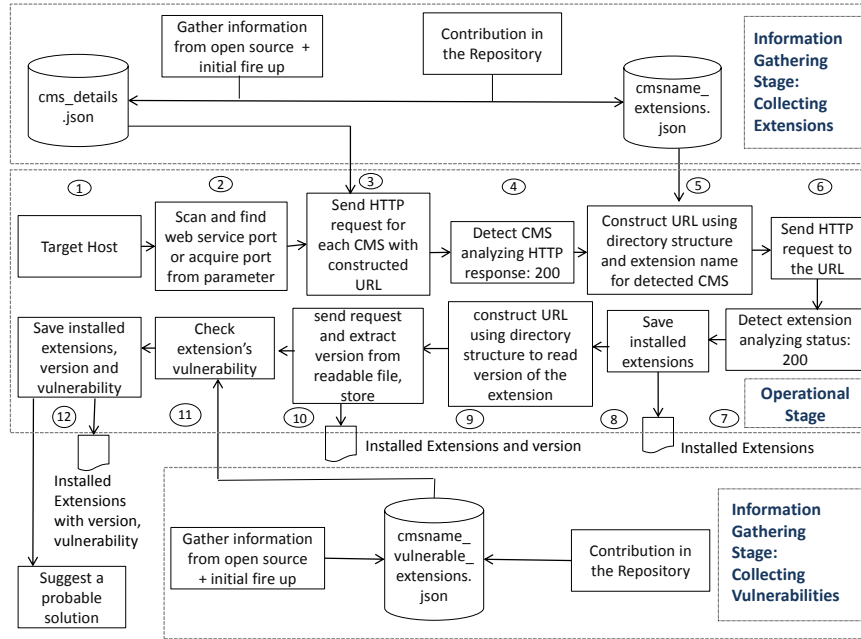 Gather information
from open source +
initial fire up
Contribution in
the Repository
Information
Gathering
Stage:
Collecting
Extensions
cms_details
.json
cmsname_
extensions.
json
1
2
3
4
5
6
Target Host
Scan and find
web service port
or acquire port
from parameter
Send HTTP
request for
each CMS with
constructed
URL
Detect CMS
analyzing HTTP
response: 200
Construct URL using
directory structure
and extension name
for detected CMS
Send HTTP
request to
the URL
Save installed
extensions,
version and
vulnerability
Check
extension's
vulnerability
send request
and extract
version from
readable file,
store
construct URL
using directory
structure to read
version of the
extension
Save
installed
extensions
Detect extension
analyzing status:
200
Operational
Stage
12
11
10
9
8
7
Installed
Extensions
with version,
vulnerability
Installed Extensions and version
Installed Extensions
Suggest a
probable
solution
Gather information
from open source
+ initial fire up
cmsname_
vulnerable_
extensions.
json
Contribution in
the Repository
Information
Gathering
Stage:
Collecting
Vulnerabilities